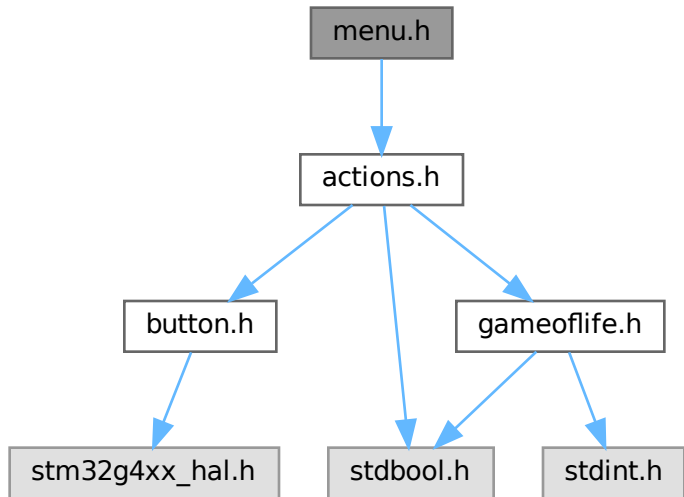 menu.h
actions.h
button.h
gameoflife.h
stm32g4xx_hal.h
stdbool.h
stdint.h